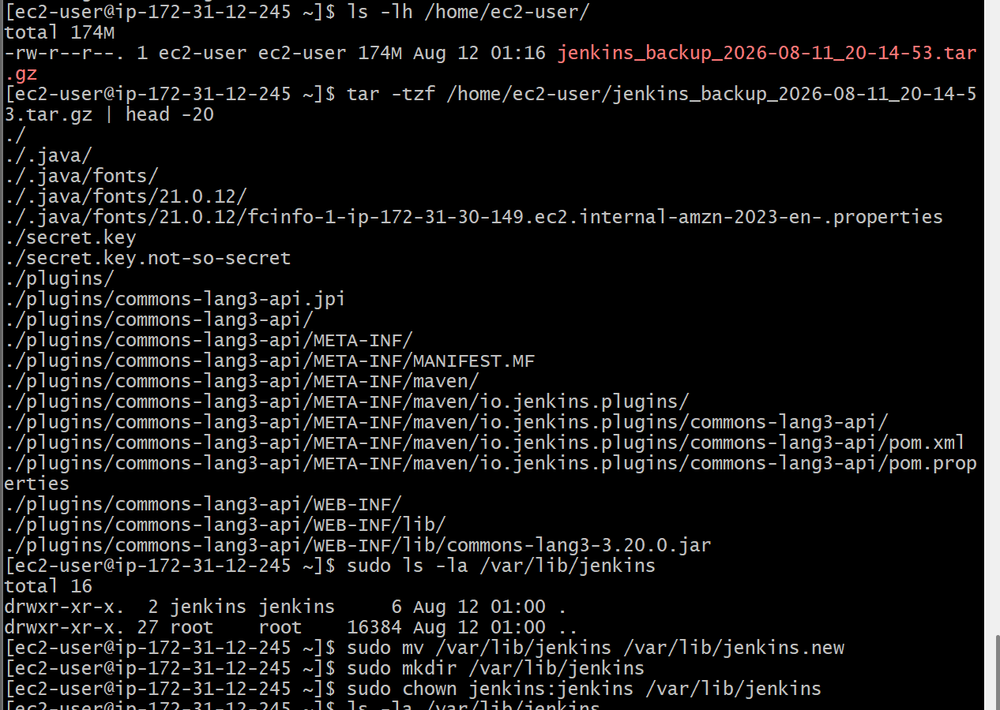 [ec2-user@ip-172-31-12-245 ~]$ ls -lh /home/ec2-user/
total 174M
-rw-r--r--. 1 ec2-user ec2-user 174M Aug 12 01:16 jenkins_backup_2026-08-11_20-14-53.tar
.gz
[ec2-user@ip-172-31-12-245 ~]$ tar -tzf /home/ec2-user/jenkins_backup_2026-08-11_20-14-5
3.tar.gz | head -20
./
./.java/
./.java/fonts/
./.java/fonts/21.0.12/
./.java/fonts/21.0.12/fcinfo-1-ip-172-31-30-149.ec2.internal-amzn-2023-en-.properties
./secret.key
./secret.key.not-so-secret
./plugins/
./plugins/commons-lang3-api.jpi
./plugins/commons-lang3-api/
./plugins/commons-lang3-api/META-INF/
./plugins/commons-lang3-api/META-INF/MANIFEST.MF
./plugins/commons-lang3-api/META-INF/maven/
./plugins/commons-lang3-api/META-INF/maven/io.jenkins.plugins/
./plugins/commons-lang3-api/META-INF/maven/io.jenkins.plugins/commons-lang3-api/
./plugins/commons-lang3-api/META-INF/maven/io.jenkins.plugins/commons-lang3-api/pom.xml
./plugins/commons-lang3-api/META-INF/maven/io.jenkins.plugins/commons-lang3-api/pom.prop
erties
./plugins/commons-lang3-api/WEB-INF/
./plugins/commons-lang3-api/WEB-INF/lib/
./plugins/commons-lang3-api/WEB-INF/lib/commons-lang3-3.20.0.jar
[ec2-user@ip-172-31-12-245 ~]$ sudo ls -la /var/lib/jenkins
total 16
drwxr-xr-x.  2 jenkins jenkins     6 Aug 12 01:00 .
drwxr-xr-x. 27 root    root    16384 Aug 12 01:00 ..
[ec2-user@ip-172-31-12-245 ~]$ sudo mv /var/lib/jenkins /var/lib/jenkins.new
[ec2-user@ip-172-31-12-245 ~]$ sudo mkdir /var/lib/jenkins
[ec2-user@ip-172-31-12-245 ~]$ sudo chown jenkins:jenkins /var/lib/jenkins
[ec2-user@ip-172-31-12-245 ~]$ ls -la /var/lib/jenkins